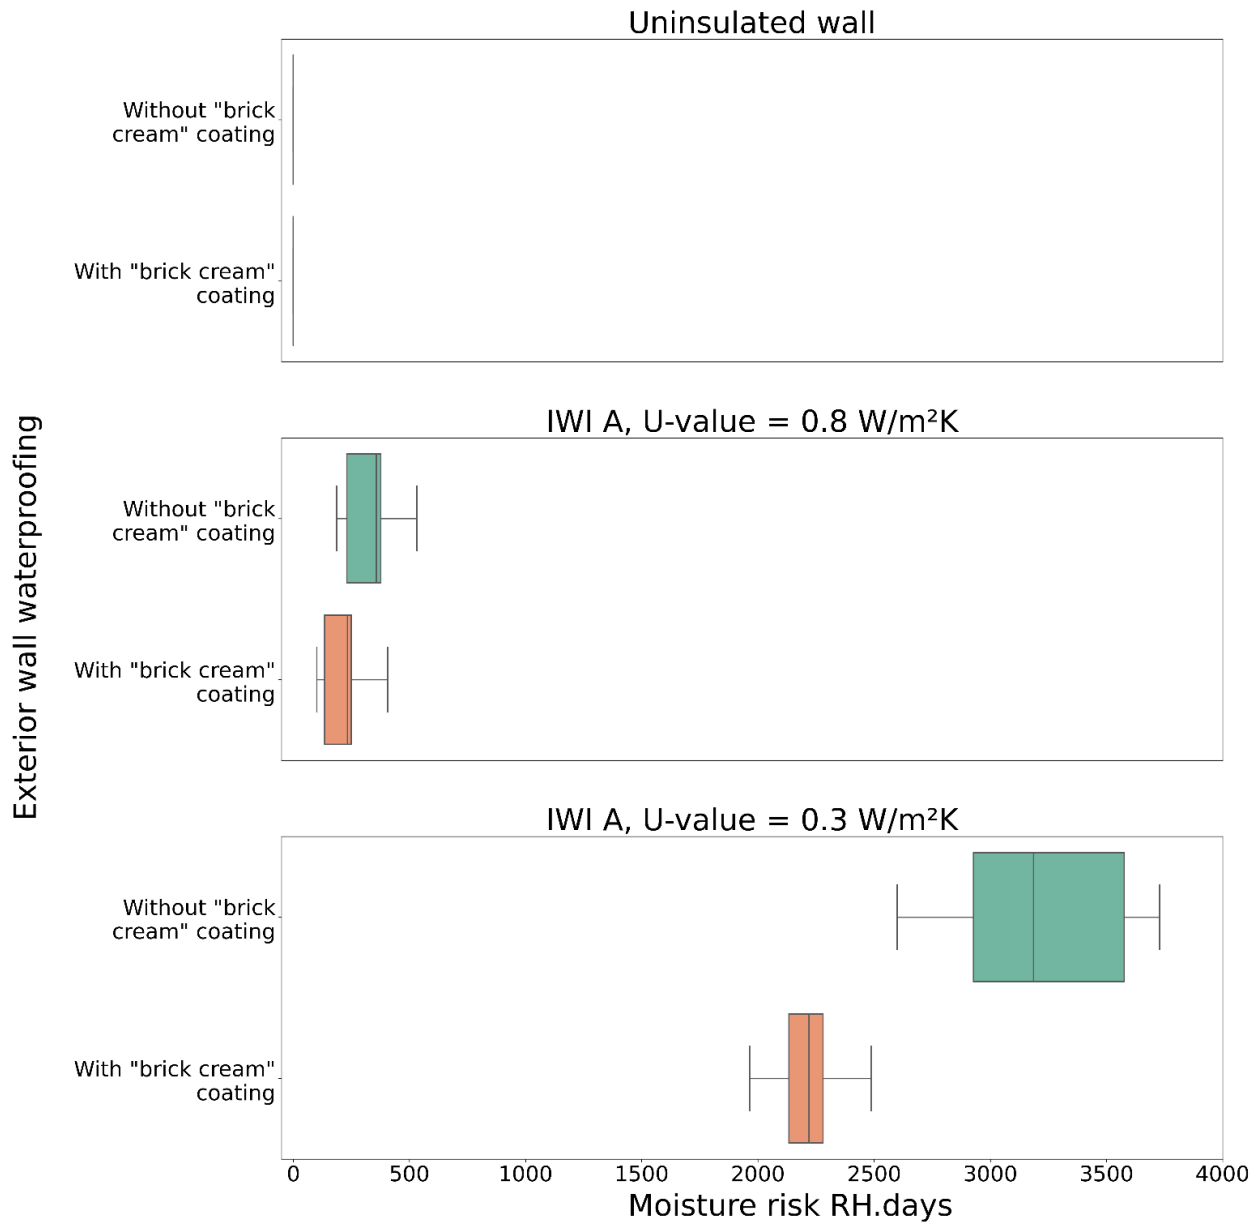 Uninsulated wall
Without "brick
cream" coating
With "brick cream"
coating
Exterior wall waterproofing
IWI A, U-value = 0.8 W/m²K
Without "brick
cream" coating
With "brick cream"
coating
IWI A, U-value = 0.3 W/m²K
Without "brick
cream" coating
With "brick cream"
coating
0 500 1000 1500 2000 2500 3000 3500 4000
Moisture risk RH.days